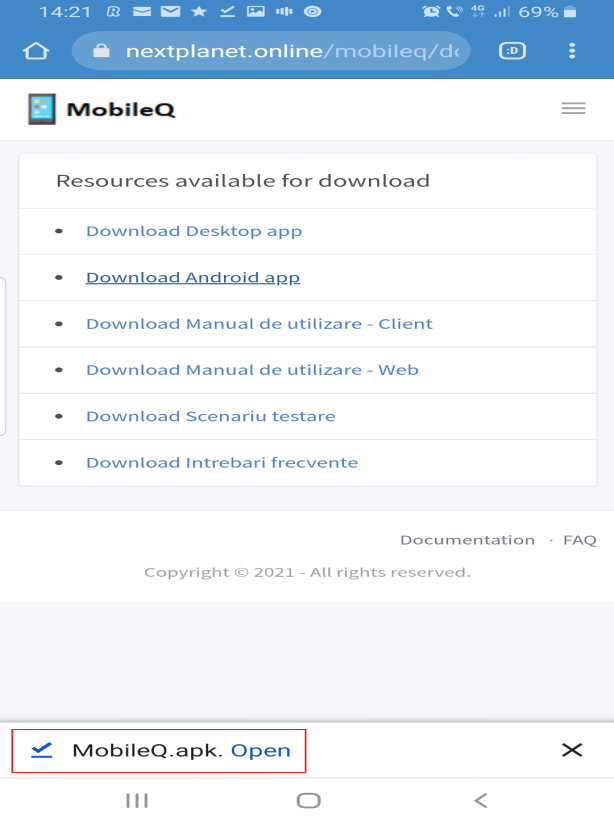 14:21 4G 69%
nextplanet.online/mobileq/do
:D
MobileQ
Resources available for download
• Download Desktop app
• Download Android app
• Download Manual de utilizare - Client
• Download Manual de utilizare - Web
• Download Scenariu testare
• Download Intrebari frecvente
Documentation · FAQ
Copyright © 2021 - All rights reserved.
MobileQ.apk. Open